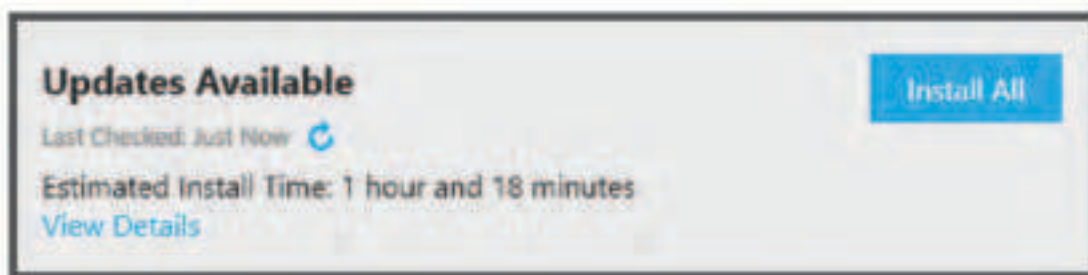 Updates Available
Install All
Last Checked: Just Now
Estimated Install Time: 1 hour and 18 minutes
View Details